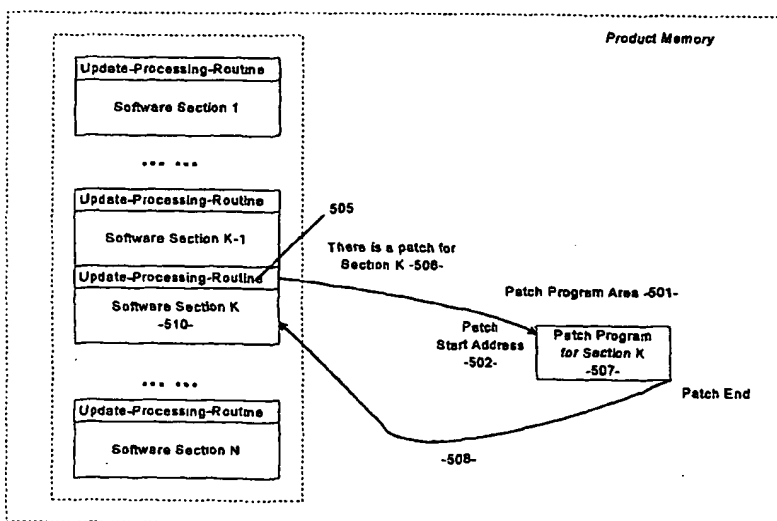 Product Memory
Update-Processing-Routine
Software Section 1
... ...
Update-Processing-Routine
Software Section K-1
505
There is a patch for
Section K -506-
Update-Processing-Routine
Software Section K
-510-
Patch Program Area -501-
Patch
Start Address
-502-
Patch Program
for Section K
-507-
Patch End
... ...
Update-Processing-Routine
Software Section N
-508-